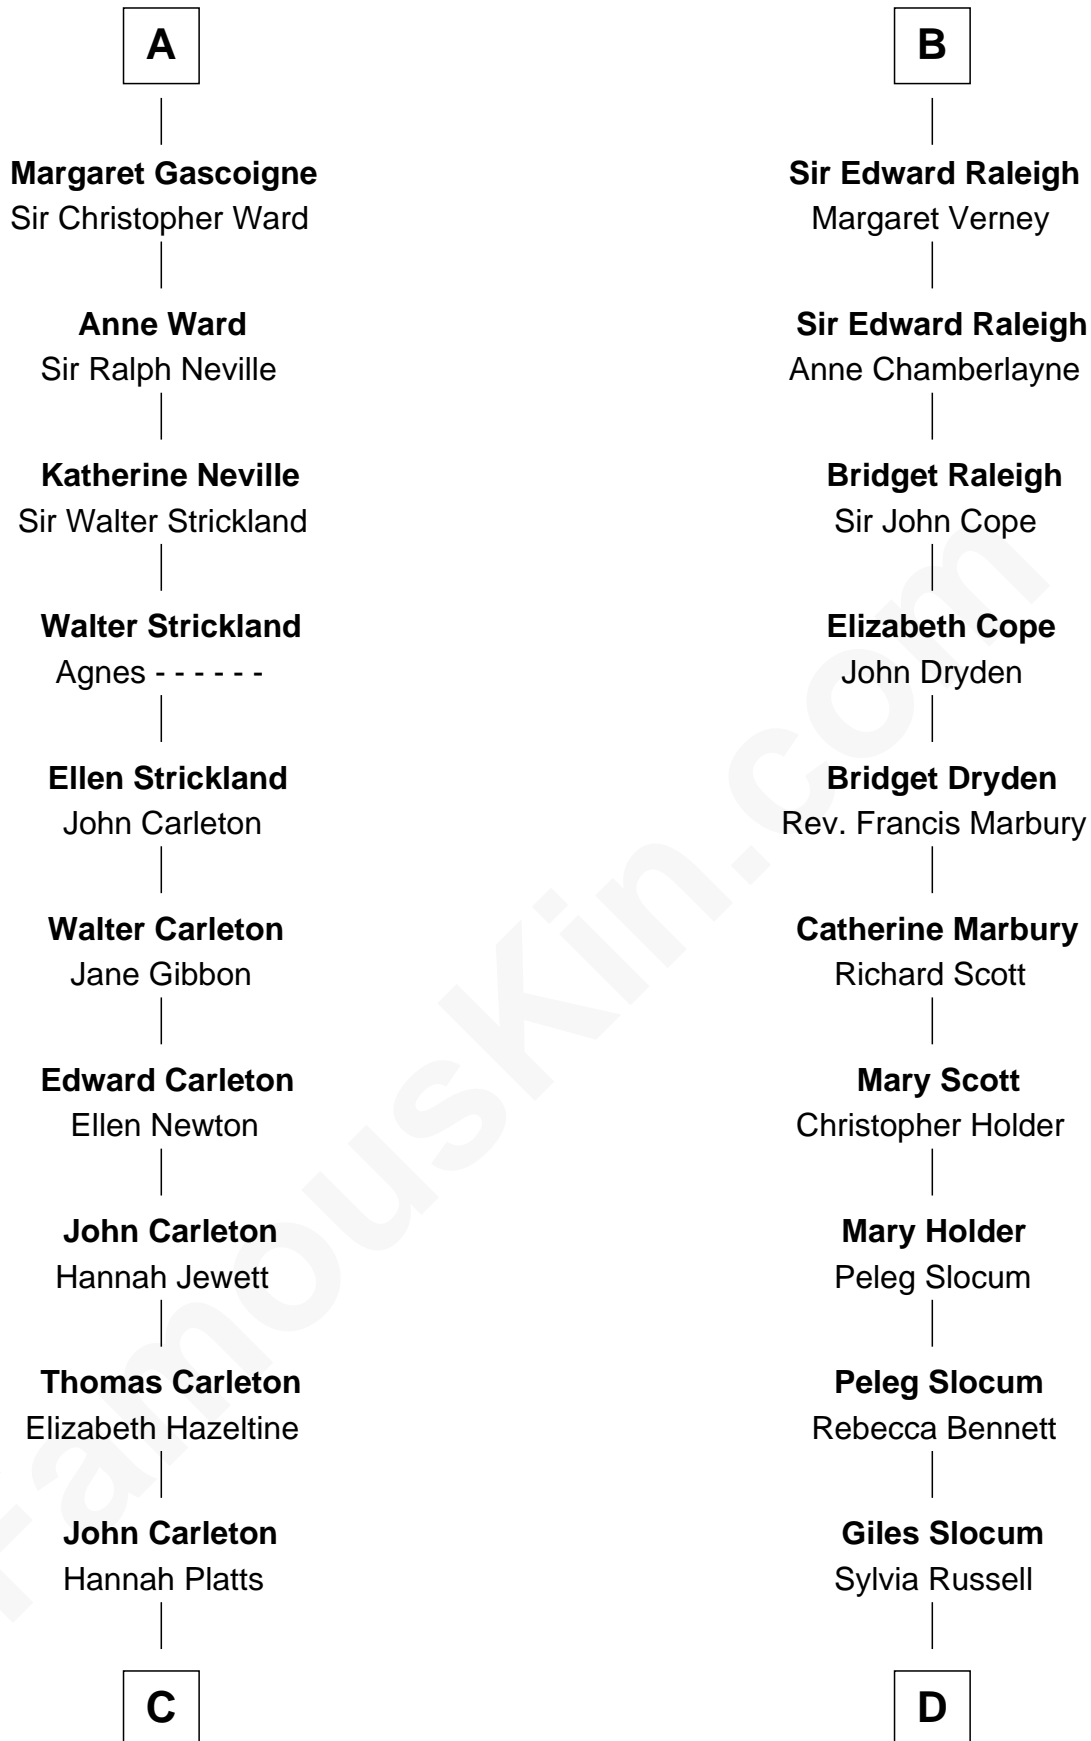 A
Margaret Gascoigne
Sir Christopher Ward
Anne Ward
Sir Ralph Neville
Katherine Neville
Sir Walter Strickland
Walter Strickland
Agnes - - - - - -
Ellen Strickland
John Carleton
Walter Carleton
Jane Gibbon
Edward Carleton
Ellen Newton
John Carleton
Hannah Jewett
Thomas Carleton
Elizabeth Hazeltine
John Carleton
Hannah Platts
C
B
Sir Edward Raleigh
Margaret Verney
Sir Edward Raleigh
Anne Chamberlayne
Bridget Raleigh
Sir John Cope
Elizabeth Cope
John Dryden
Bridget Dryden
Rev. Francis Marbury
Catherine Marbury
Richard Scott
Mary Scott
Christopher Holder
Mary Holder
Peleg Slocum
Peleg Slocum
Rebecca Bennett
Giles Slocum
Sylvia Russell
D
FamousKin.com